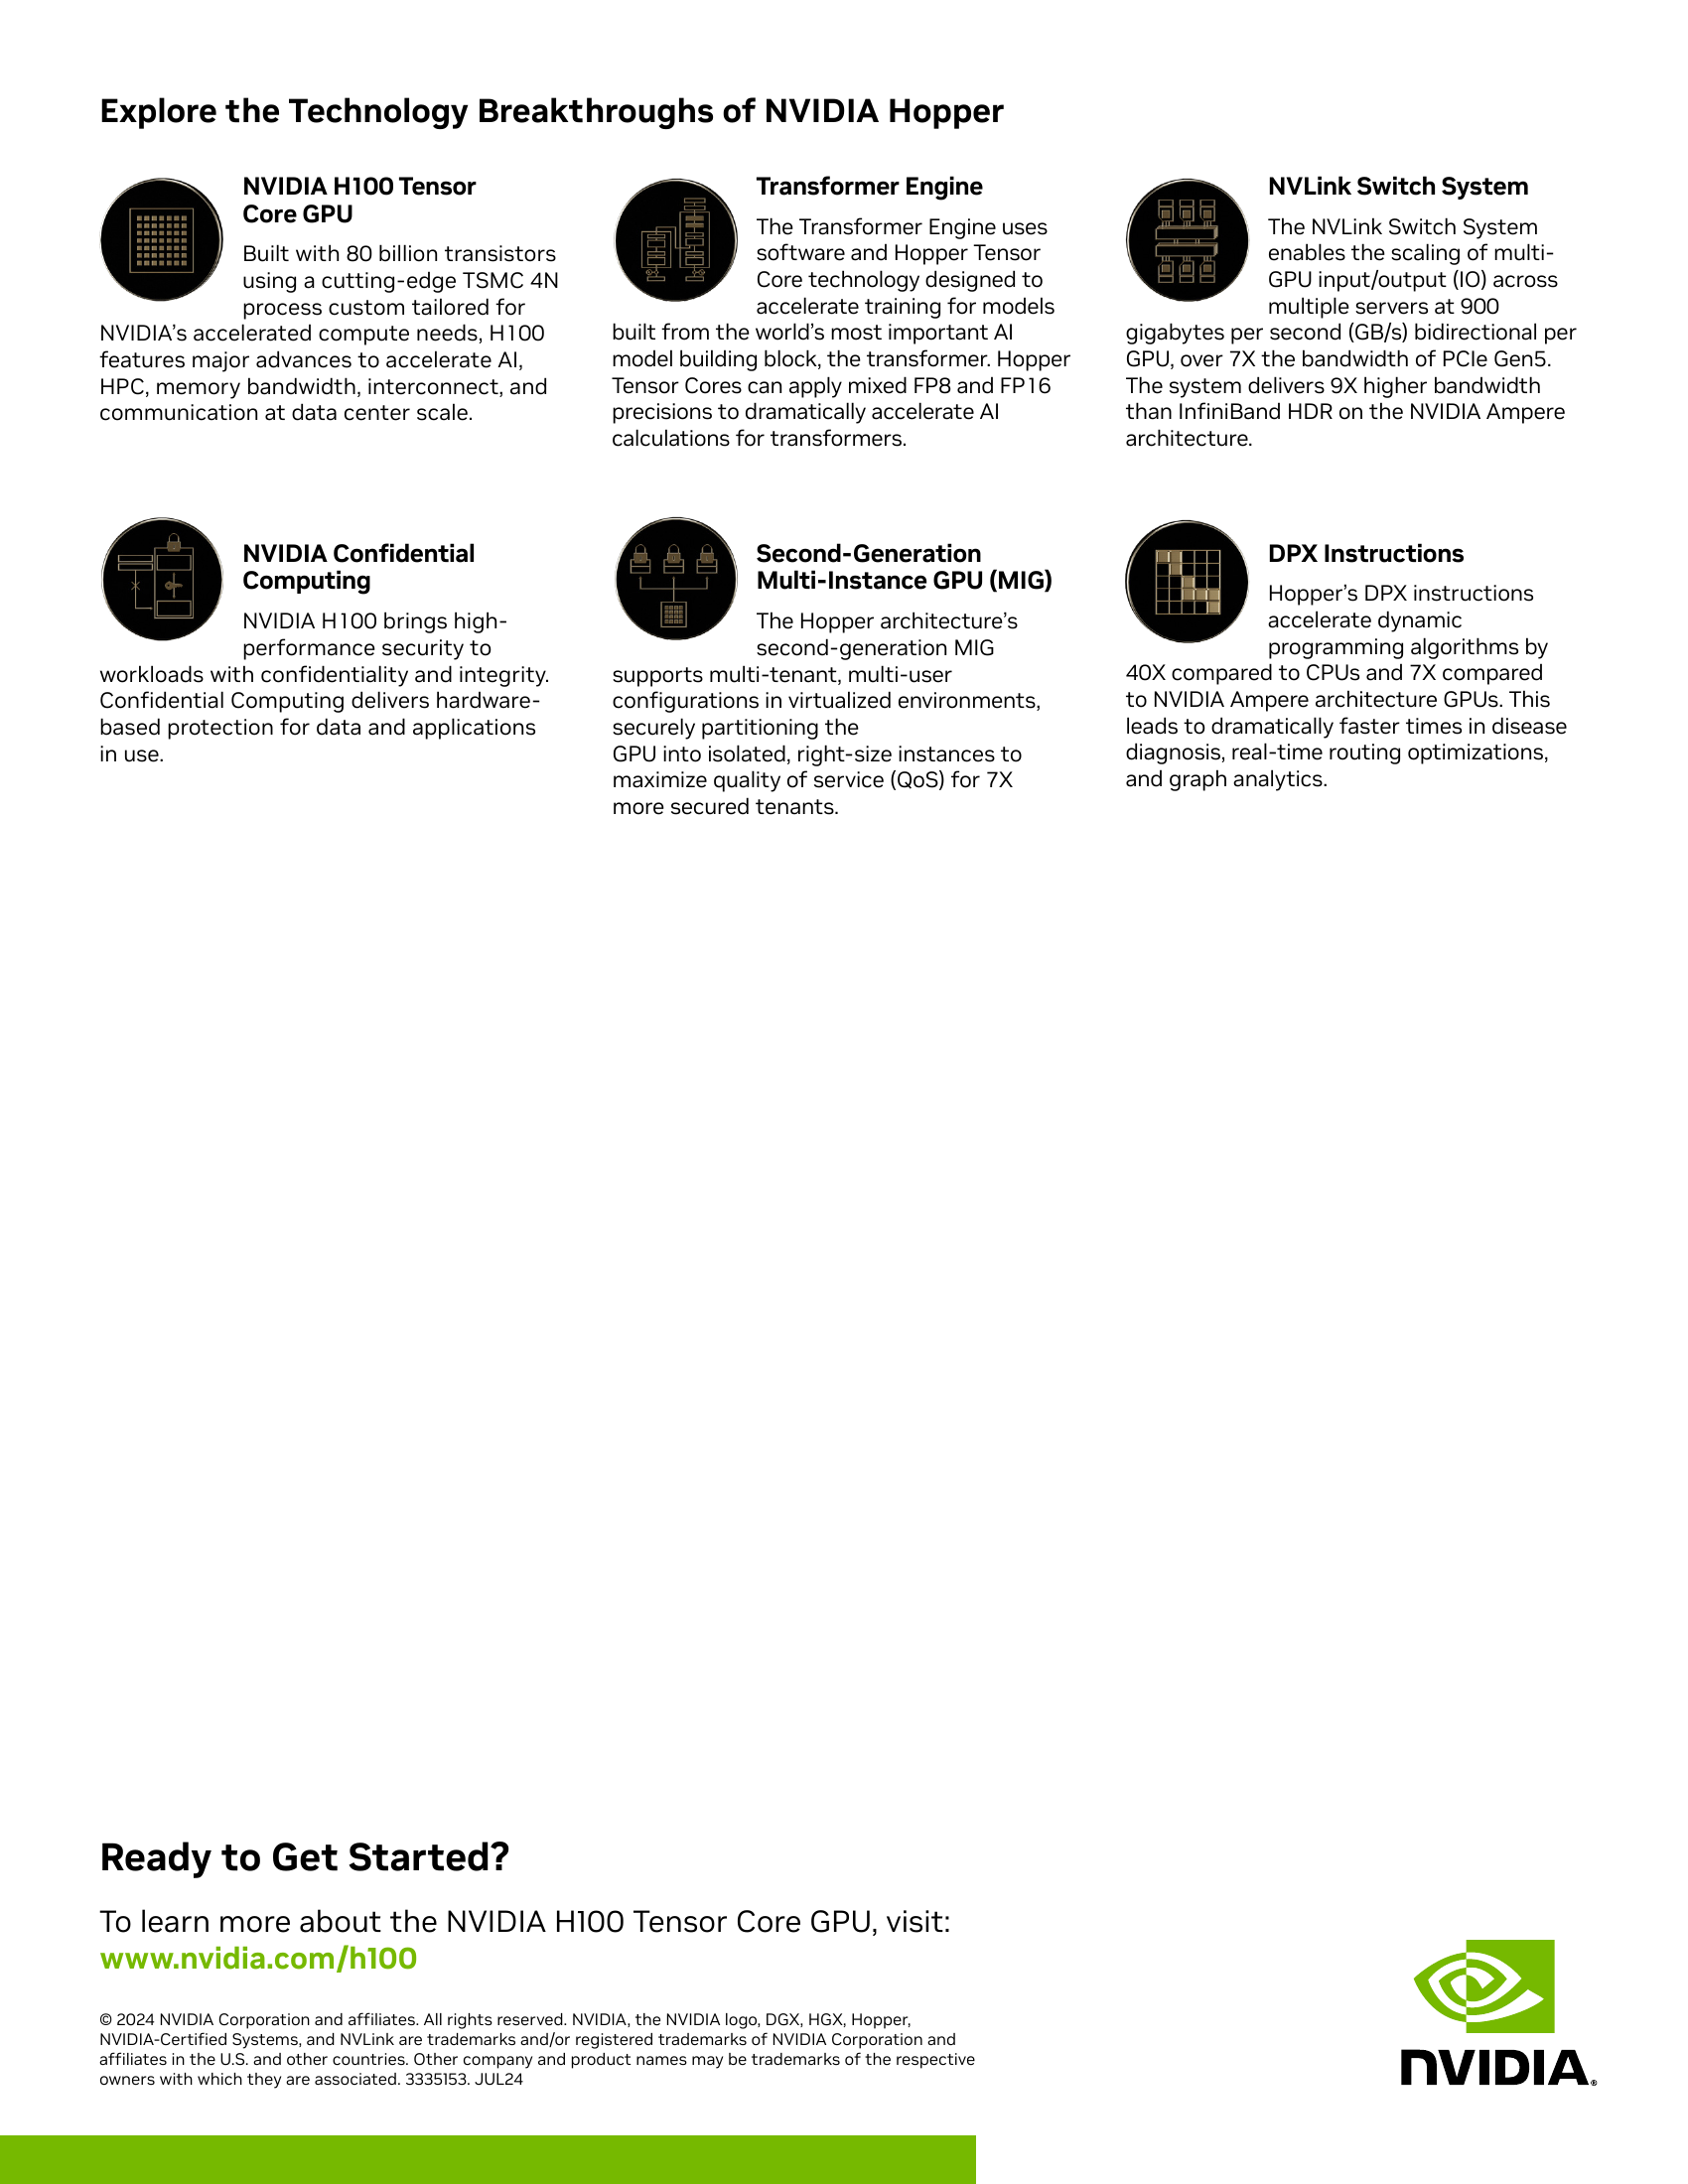 Explore the Technology Breakthroughs of NVIDIA Hopper
NVIDIA H100 Tensor
Core GPU
Built with 80 billion transistors
using a cutting-edge TSMC 4N
process custom tailored for
NVIDIA's accelerated compute needs, H100
features major advances to accelerate AI,
HPC, memory bandwidth, interconnect, and
communication at data center scale.
Transformer Engine
The Transformer Engine uses
software and Hopper Tensor
Core technology designed to
accelerate training for models
built from the world's most important AI
model building block, the transformer. Hopper
Tensor Cores can apply mixed FP8 and FP16
precisions to dramatically accelerate AI
calculations for transformers.
NVLink Switch System
The NVLink Switch System
enables the scaling of multi-
GPU input/output (IO) across
multiple servers at 900
gigabytes per second (GB/s) bidirectional per
GPU, over 7X the bandwidth of PCIe Gen5.
The system delivers 9X higher bandwidth
than InfiniBand HDR on the NVIDIA Ampere
architecture.
NVIDIA Confidential
Computing
NVIDIA H100 brings high-
performance security to
workloads with confidentiality and integrity.
Confidential Computing delivers hardware-
based protection for data and applications
in use.
Second-Generation
Multi-Instance GPU (MIG)
The Hopper architecture's
second-generation MIG
supports multi-tenant, multi-user
configurations in virtualized environments,
securely partitioning the
GPU into isolated, right-size instances to
maximize quality of service (QoS) for 7X
more secured tenants.
DPX Instructions
Hopper's DPX instructions
accelerate dynamic
programming algorithms by
40X compared to CPUs and 7X compared
to NVIDIA Ampere architecture GPUs. This
leads to dramatically faster times in disease
diagnosis, real-time routing optimizations,
and graph analytics.
Ready to Get Started?
To learn more about the NVIDIA H100 Tensor Core GPU, visit:
www.nvidia.com/h100
© 2024 NVIDIA Corporation and affiliates. All rights reserved. NVIDIA, the NVIDIA logo, DGX, HGX, Hopper,
NVIDIA-Certified Systems, and NVLink are trademarks and/or registered trademarks of NVIDIA Corporation and
affiliates in the U.S. and other countries. Other company and product names may be trademarks of the respective
owners with which they are associated. 3335153. JUL24
NVIDIA®